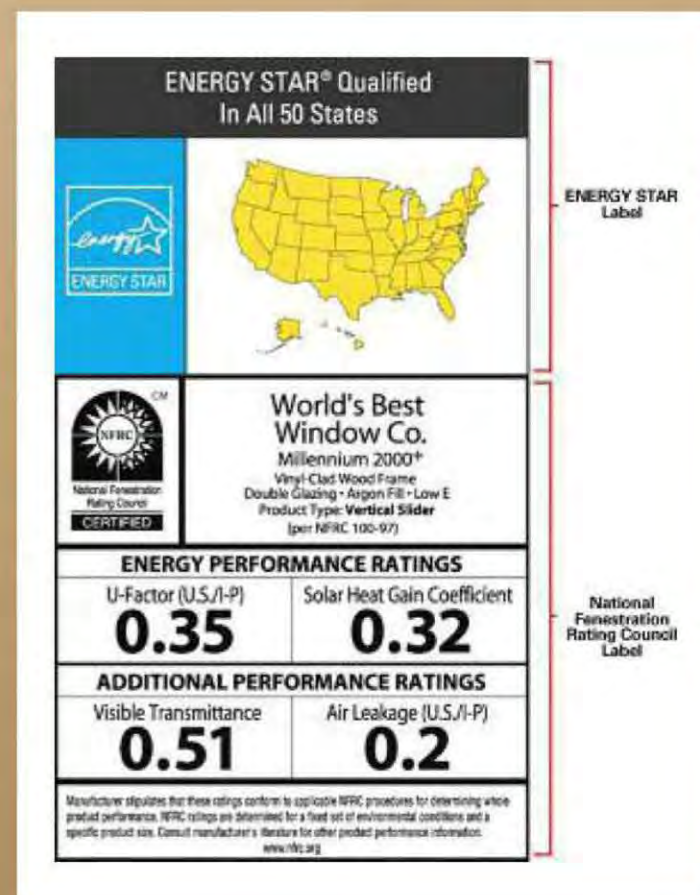 ENERGY STAR® Qualified
In All 50 States
energy
ENERGY STAR
ENERGY STAR
Label
CM
NFRC
National Fenestration
Rating Council
CERTIFIED
World's Best
Window Co.
Millennium 2000+
Vinyl-Clad Wood Frame
Double Glazing • Argon Fill • Low E
Product Type: Vertical Slider
(per NFRC 100-97)
ENERGY PERFORMANCE RATINGS
U-Factor (U.S./I-P)
0.35
Solar Heat Gain Coefficient
0.32
National
Fenestration
Rating Council
Label
ADDITIONAL PERFORMANCE RATINGS
Visible Transmittance
0.51
Air Leakage (U.S./I-P)
0.2
Manufacturer stipulates that these ratings conform to applicable NFRC procedures for determining whole
product performance. NFRC ratings are determined for a fixed set of environmental conditions and a
specific product size. Consult manufacturer's literature for other product performance information.
www.nfrc.org